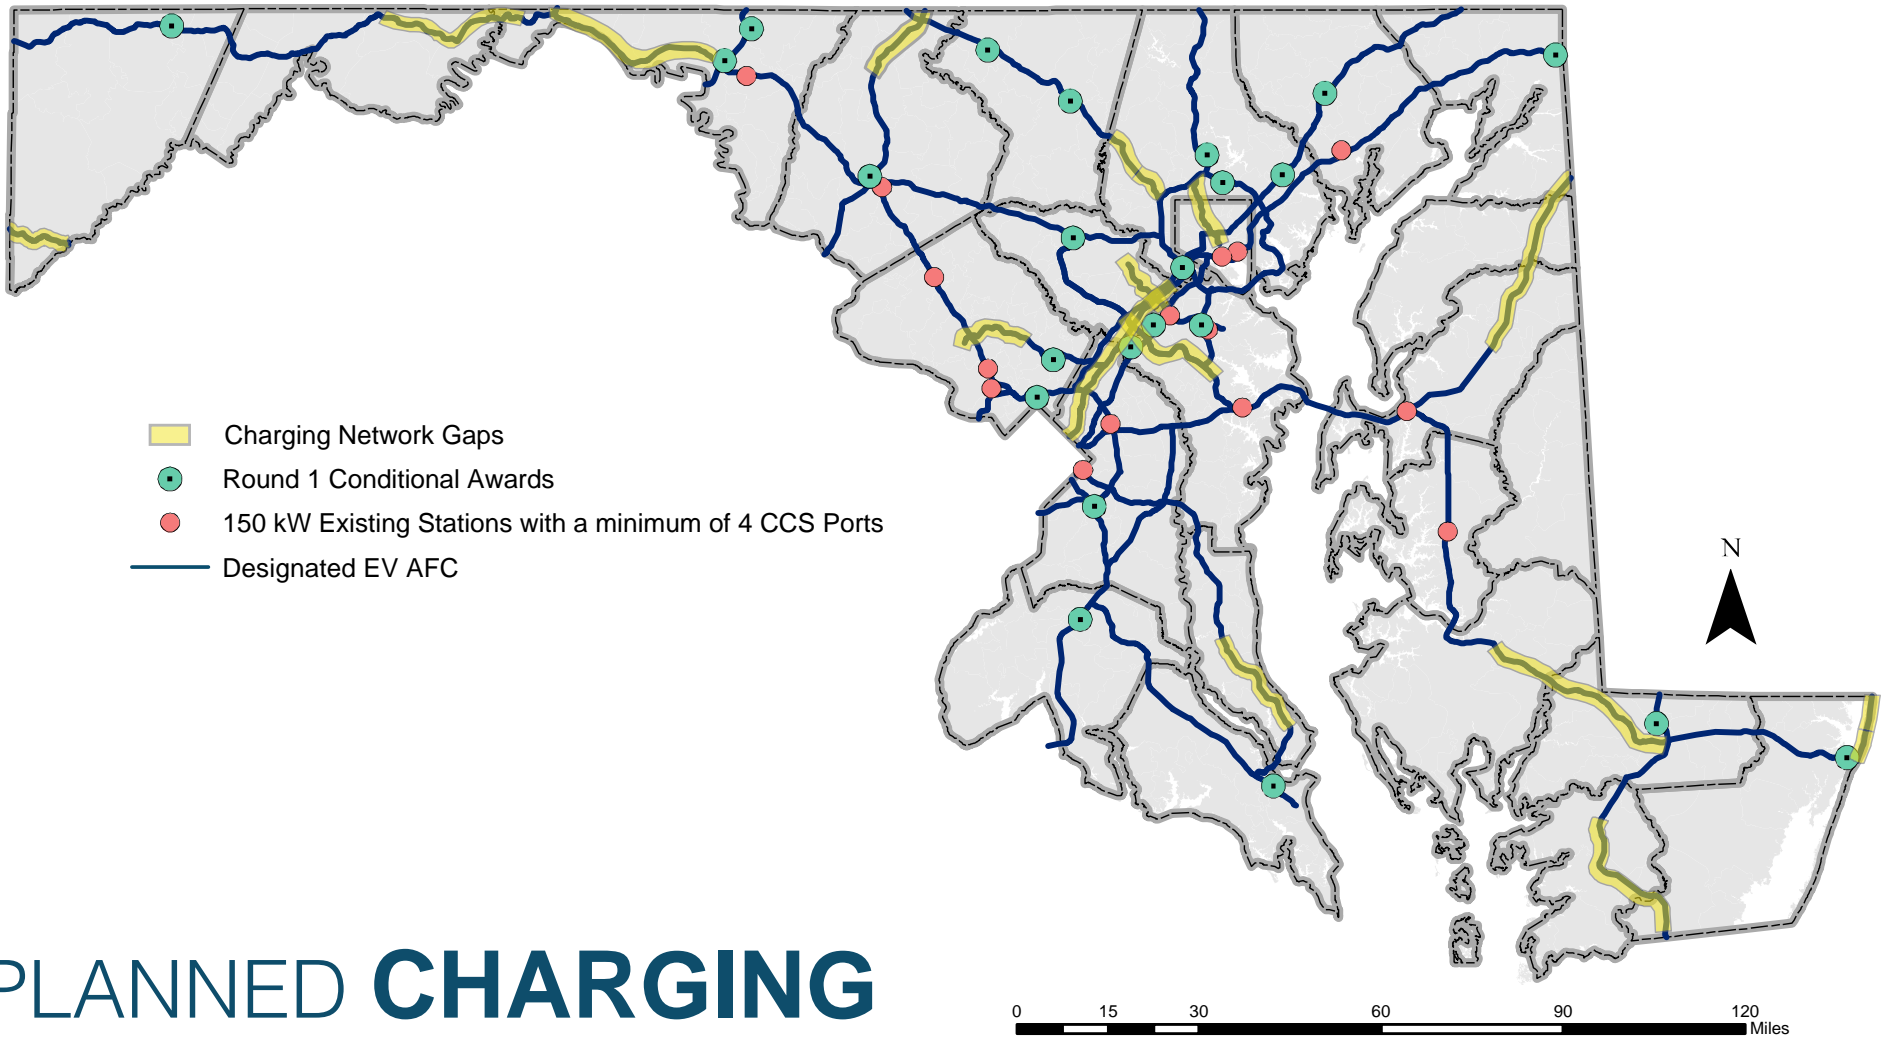 Charging Network Gaps
Round 1 Conditional Awards
150 kW Existing Stations with a minimum of 4 CCS Ports
Designated EV AFC
N
PLANNED CHARGING
0 15 30 60 90 120
Miles